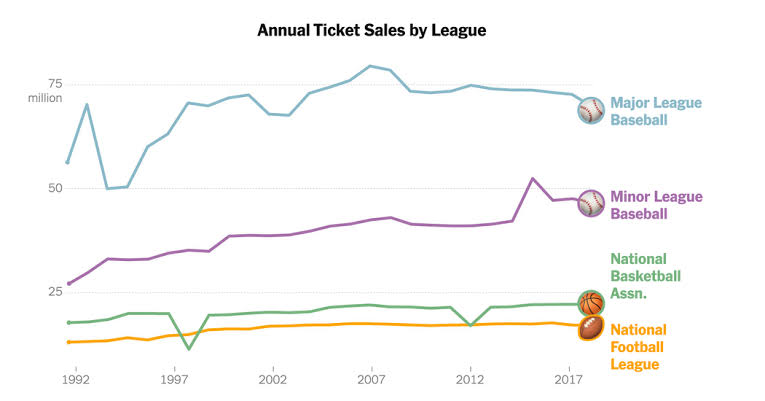 Annual Ticket Sales by League
75
million
50
25
Major League
Baseball
Minor League
Baseball
National
Basketball
Assn.
National
Football
League
1992
1997
2002
2007
2012
2017